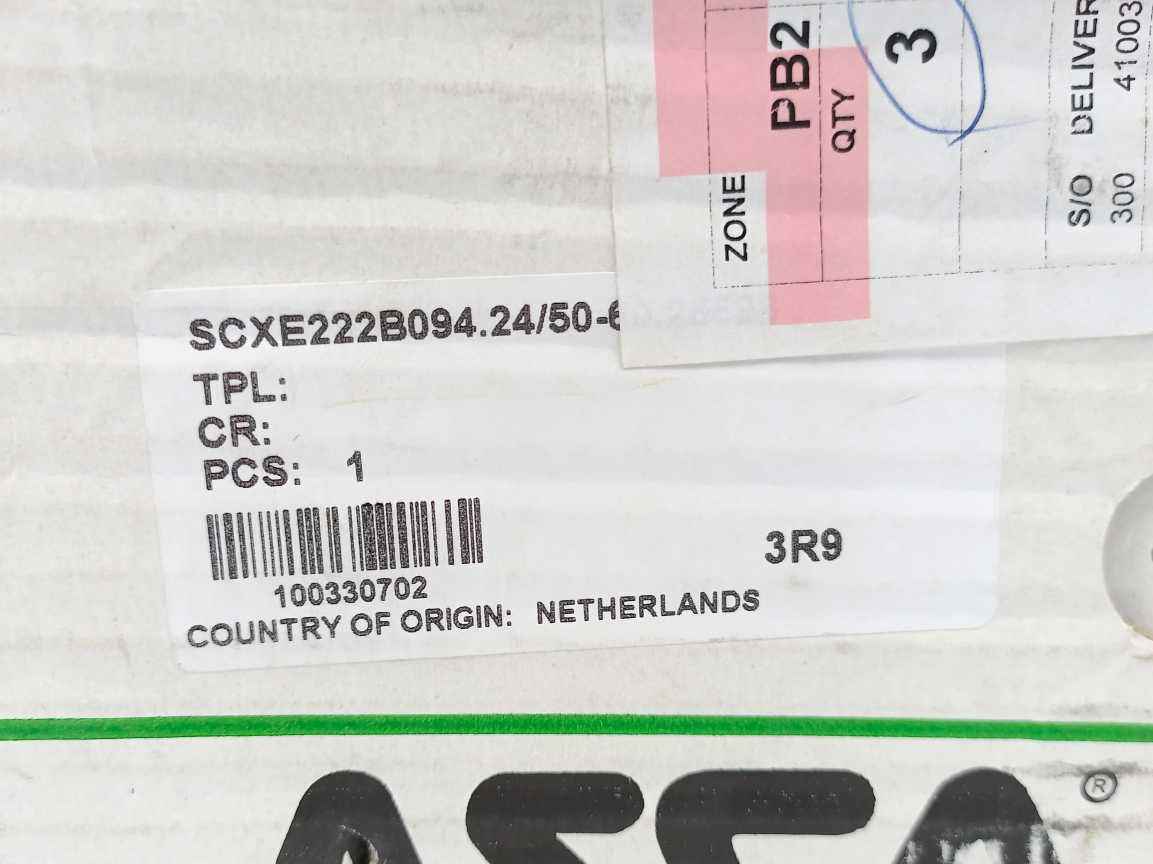 ZONE PB2
QTY 3
S/O DELIVER
300 41003
SCXE222B094.24/50-6
TPL:
CR:
PCS: 1
100330702
3R9
COUNTRY OF ORIGIN: NETHERLANDS
ASCA ®